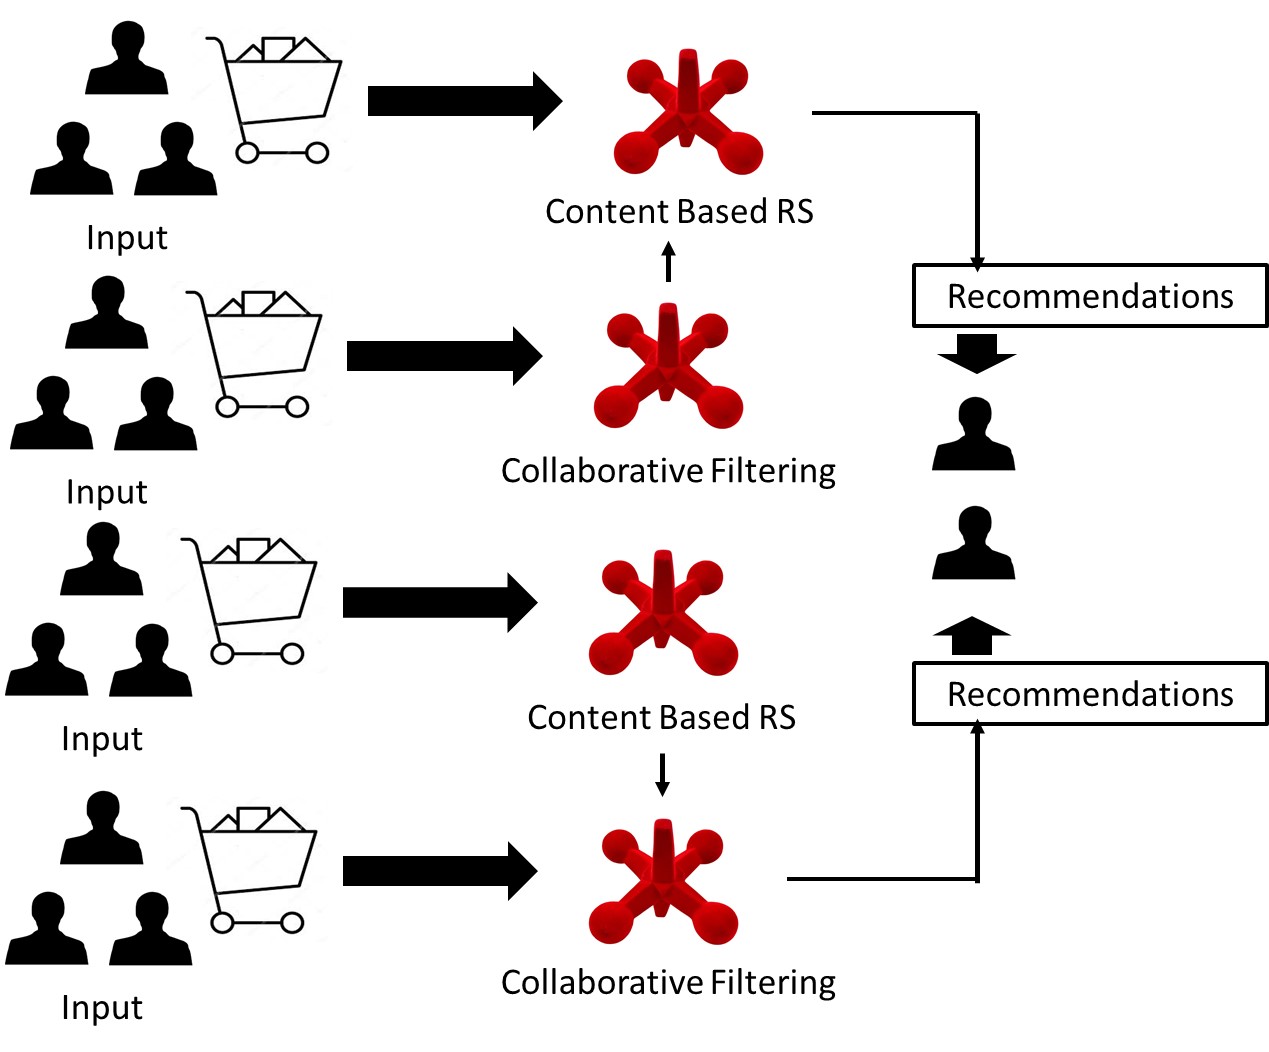 Content Based RS
Input
Recommendations
Collaborative Filtering
Input
Content Based RS
Recommendations
Input
Collaborative Filtering
Input